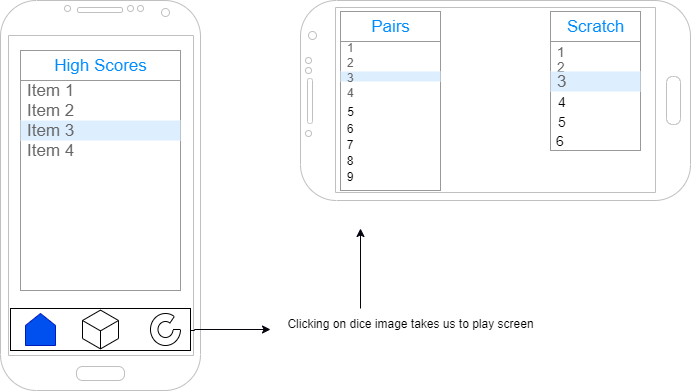 High Scores
Item 1
Item 2
Item 3
Item 4
Pairs
1
2
3
4
5
6
7
8
9
Scratch
1
2
3
4
5
6
Clicking on dice image takes us to play screen